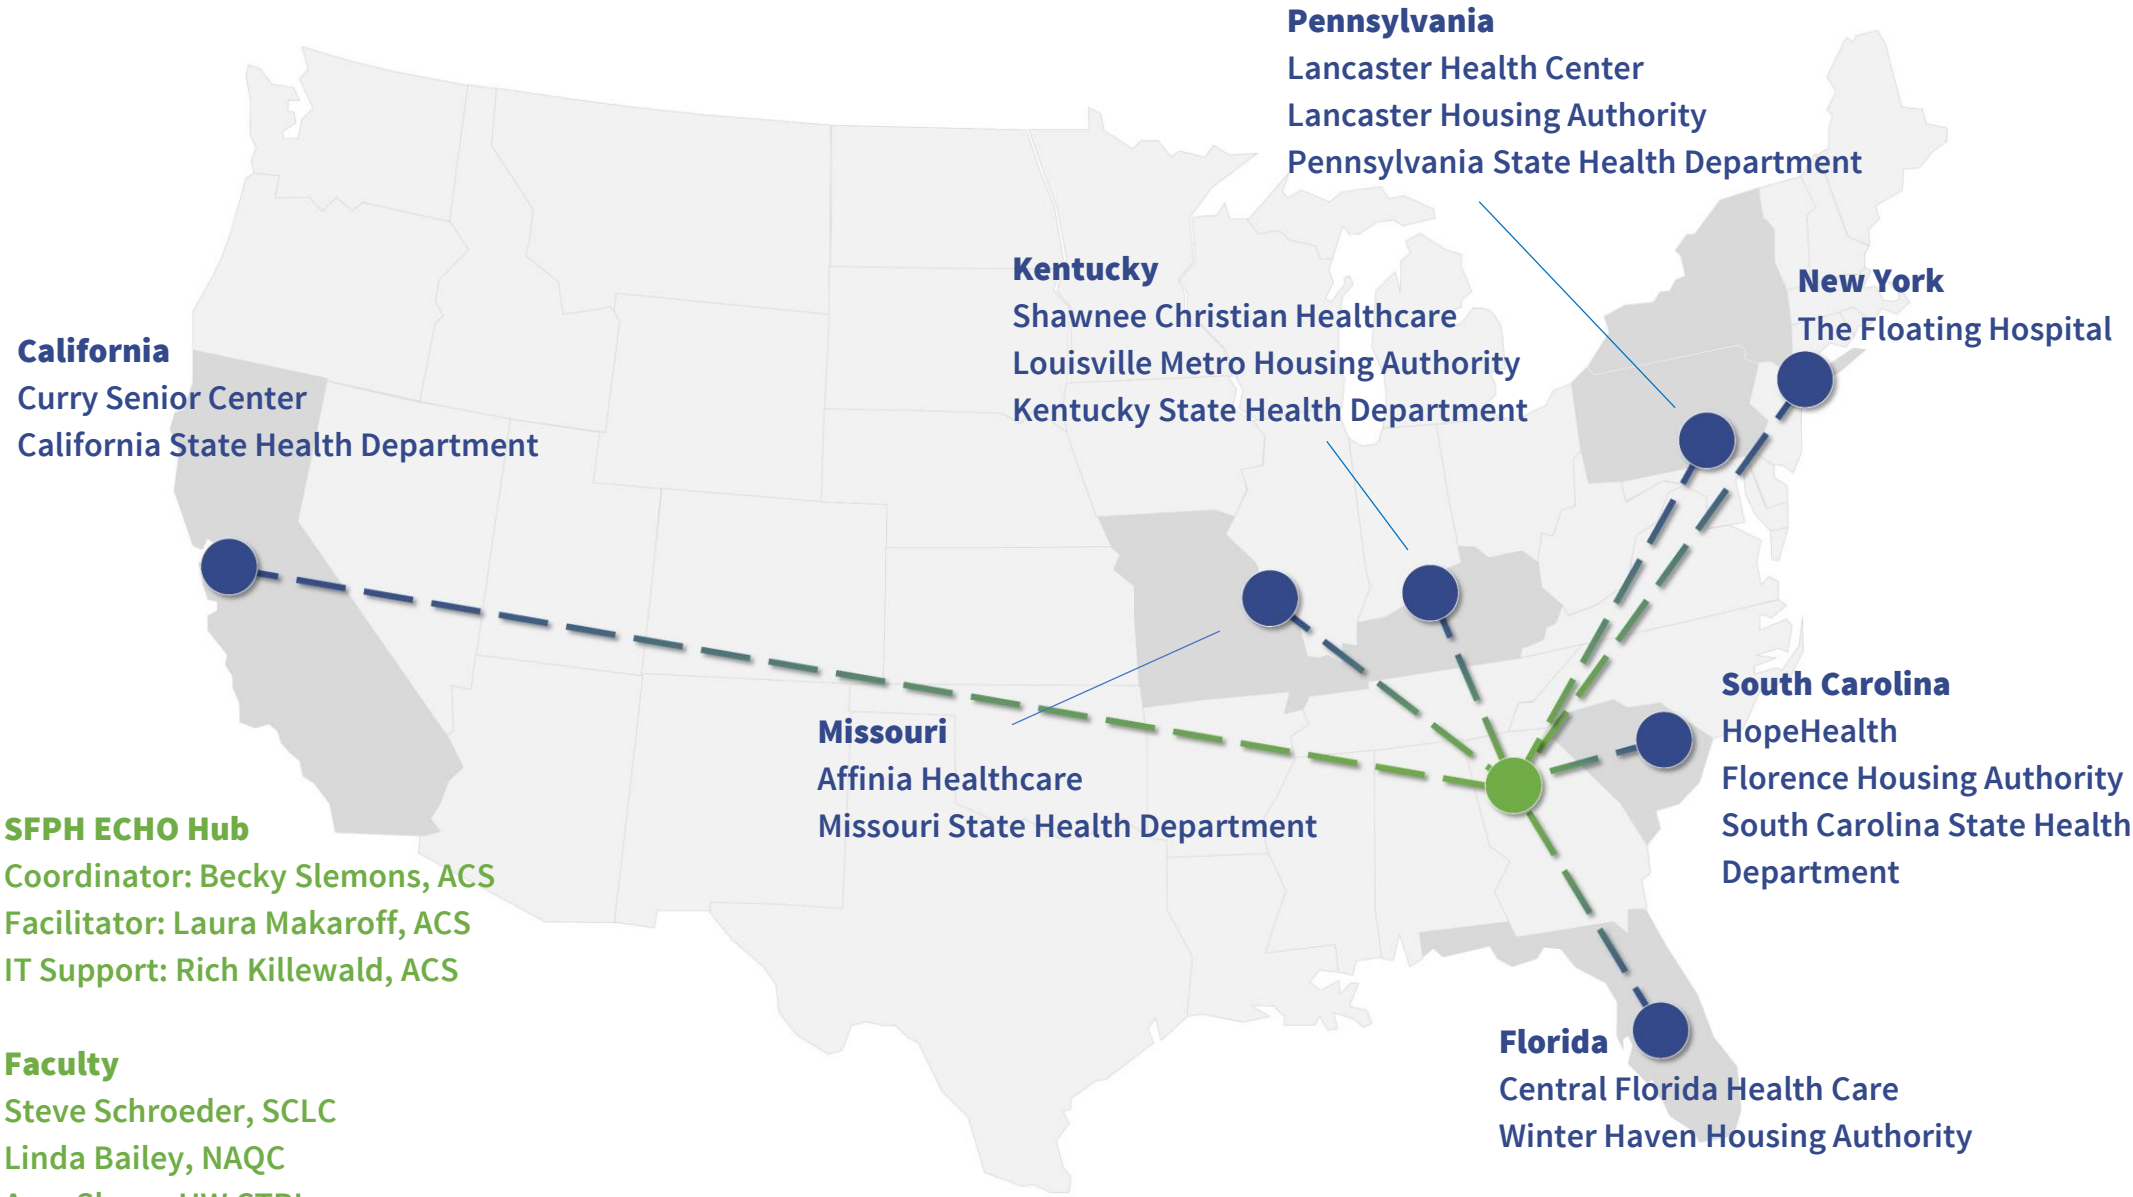 Pennsylvania
Lancaster Health Center
Lancaster Housing Authority
Pennsylvania State Health Department
Kentucky
Shawnee Christian Healthcare
Louisville Metro Housing Authority
Kentucky State Health Department
New York
The Floating Hospital
California
Curry Senior Center
California State Health Department
Missouri
Affinia Healthcare
Missouri State Health Department
South Carolina
HopeHealth
Florence Housing Authority
South Carolina State Health
Department
SFPH ECHO Hub
Coordinator: Becky Slemons, ACS
Facilitator: Laura Makaroff, ACS
IT Support: Rich Killewald, ACS
Florida
Central Florida Health Care
Winter Haven Housing Authority
Faculty
Steve Schroeder, SCLC
Linda Bailey, NAQC